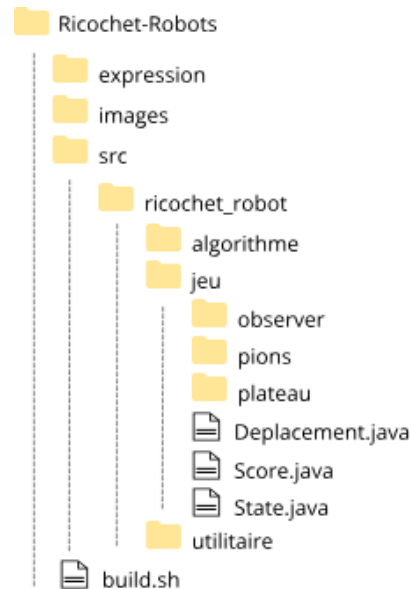 Ricochet-Robots
expression
images
src
ricochet_robot
algorithme
jeu
observer
pions
plateau
Deplacement.java
Score.java
State.java
utilitaire
build.sh